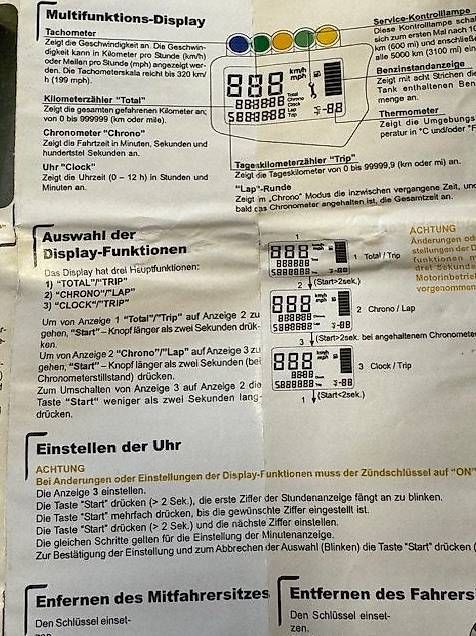 Multifunktions-Display
Tachometer
Zeigt die Geschwindigkeit an. Die Geschwin-
digkeit kann in Kilometer pro Stunde (km/h)
oder Meilen pro Stunde (mph) angezeigt wer-
den. Die Tachometerskala reicht bis 320 km/
h (199 mph).
Kilometerzähler "Total"
Zeigt die gesamten gefahrenen Kilometer an;
von 0 bis 999999 (km oder mile).
Chronometer "Chrono"
Zeigt die Fahrtzeit in Minuten, Sekunden und
hundertstel Sekunden an.
Uhr "Clock"
Zeigt die Uhrzeit (0 – 12 h) in Stunden und
Minuten an.
km/h
mph
Total
Chrono
Clock
Lap
Trip
Service-Kontrolllampe
Diese Kontrolllampe sch
sich zum ersten Mal nach 10
km (600 mi) und anschließe
alle 5000 km (3100 mi) ein
Benzinstandanzeige
Zeigt mit acht Strichen die
Tank enthaltenen Ben
menge an.
Thermometer
Zeigt die Umgebungs
peratur in °C und/oder °F
Tageskilometerzähler "Trip"
Zeigt die Tageskilometer von 0 bis 99999,9 (km oder mi) an.
"Lap"-Runde
Zeigt im „Chrono" Modus die inzwischen vergangene Zeit, und
bald das Chronometer angehalten ist, die Gesamtzeit an.
Auswahl der
Display-Funktionen
Das Display hat drei Hauptfunktionen:
1) "TOTAL"/"TRIP"
2) "CHRONO"/"LAP"
3) "CLOCK"/"TRIP"
Um von Anzeige 1 "Total"/"Trip" auf Anzeige 2 zu
gehen, "Start" – Knopf länger als zwei Sekunden drük-
ken.
Um von Anzeige 2 "Chrono"/"Lap" auf Anzeige 3 zu
gehen, "Start" – Knopf länger als zwei Sekunden (bei
Chronometerstillstand) drücken.
Zum Umschalten von Anzeige 3 auf Anzeige 2 die
Taste "Start" weniger als zwei Sekunden lang
drücken.
1
1 Total / Trip
2 (Start>2sek.)
2 Chrono / Lap
3 (Start>2sek. bei angehaltenem Chronomete
3 Clock / Trip
1 (Start<2sek.)
ACHTUNG
Änderungen od
stellungen der D
funktionen m
drei Sekunde
Motorinbetrieb
vorgenommen
Einstellen der Uhr
ACHTUNG
Bei Änderungen oder Einstellungen der Display-Funktionen muss der Zündschlüssel auf "ON"
Die Anzeige 3 einstellen.
Die Taste "Start" drücken (> 2 Sek.), die erste Ziffer der Stundenanzeige fängt an zu blinken.
Die Taste "Start" mehrfach drücken, bis die gewünschte Ziffer eingestellt ist.
Die Taste "Start" drücken (> 2 Sek.) und die nächste Ziffer einstellen.
Die gleichen Schritte gelten für die Einstellung der Minutenanzeige.
Zur Bestätigung der Einstellung und zum Abbrechen der Auswahl (Blinken) die Taste "Start" drücken (
Enfernen des Mitfahrersitzes
Den Schlüssel einset-
zen.
Entfernen des Fahrers
Den Schlüssel einset-
zen.